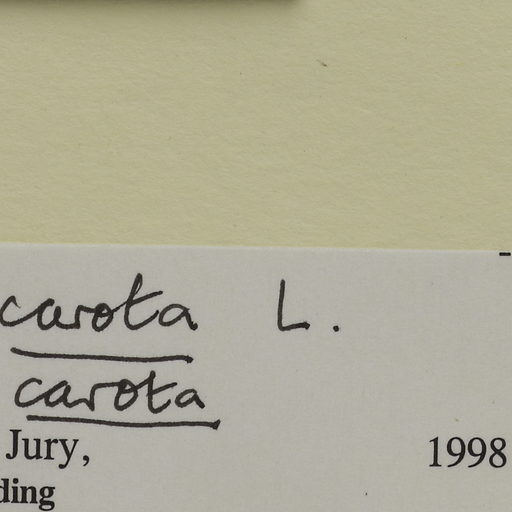 carota L.
carota
Jury, 1998
ding